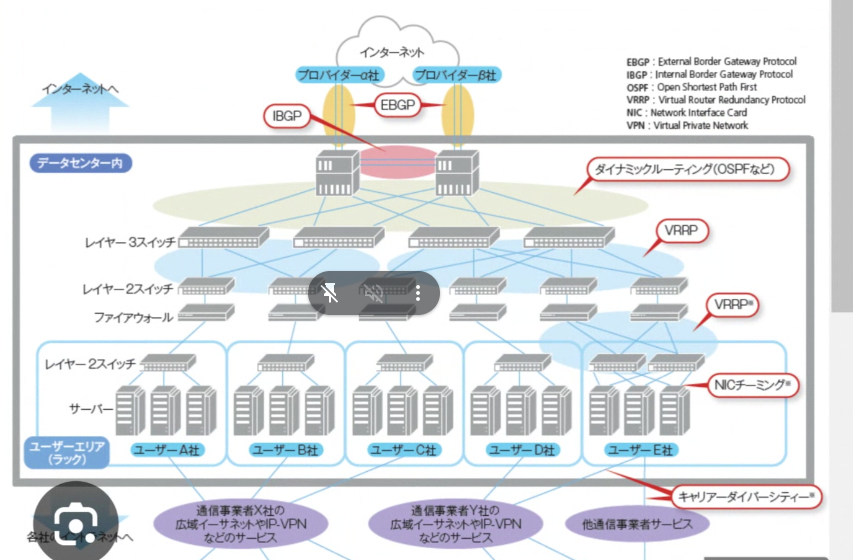 インターネット
プロバイダーα社
プロバイダーβ社
EBGP : External Border Gateway Protocol
IBGP : Internal Border Gateway Protocol
OSPF : Open Shortest Path First
VRRP : Virtual Router Redundancy Protocol
NIC : Network Interface Card
VPN : Virtual Private Network
インターネットへ
EBGP
IBGP
データセンター内
ダイナミックルーティング(OSPFなど)
レイヤー3スイッチ
VRRP
レイヤー2スイッチ
VRRP※
ファイアウォール
レイヤー2スイッチ
NICチーミング※
サーバー
ユーザーエリア
(ラック)
ユーザーA社
ユーザーB社
ユーザーC社
ユーザーD社
ユーザーE社
キャリアーダイバーシティー※
通信事業者X社の
広域イーサネットやIP-VPN
などのサービス
通信事業者Y社の
広域イーサネットやIP-VPN
などのサービス
他通信事業者サービス
各社
ネットへ